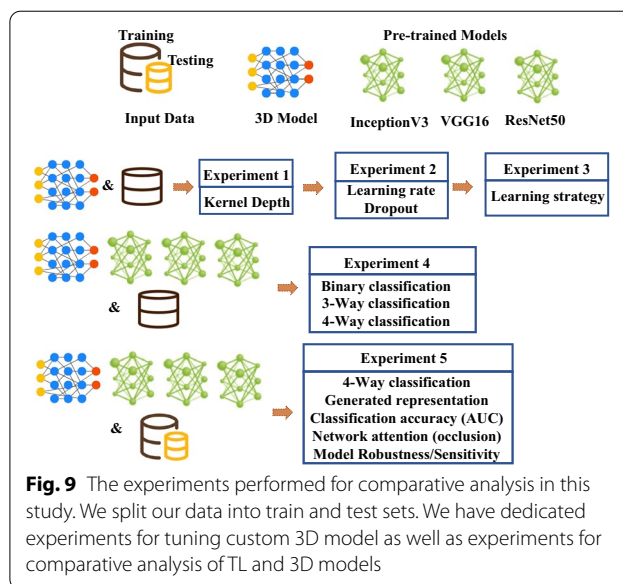 Training
Testing
Pre-trained Models
Input Data
3D Model
InceptionV3
VGG16
ResNet50
&
Experiment 1
Kernel Depth
Experiment 2
Learning rate
Dropout
Experiment 3
Learning strategy
&
Experiment 4
Binary classification
3-Way classification
4-Way classification
&
Experiment 5
4-Way classification
Generated representation
Classification accuracy (AUC)
Network attention (occlusion)
Model Robustness/Sensitivity
Fig. 9 The experiments performed for comparative analysis in this
study. We split our data into train and test sets. We have dedicated
experiments for tuning custom 3D model as well as experiments for
comparative analysis of TL and 3D models